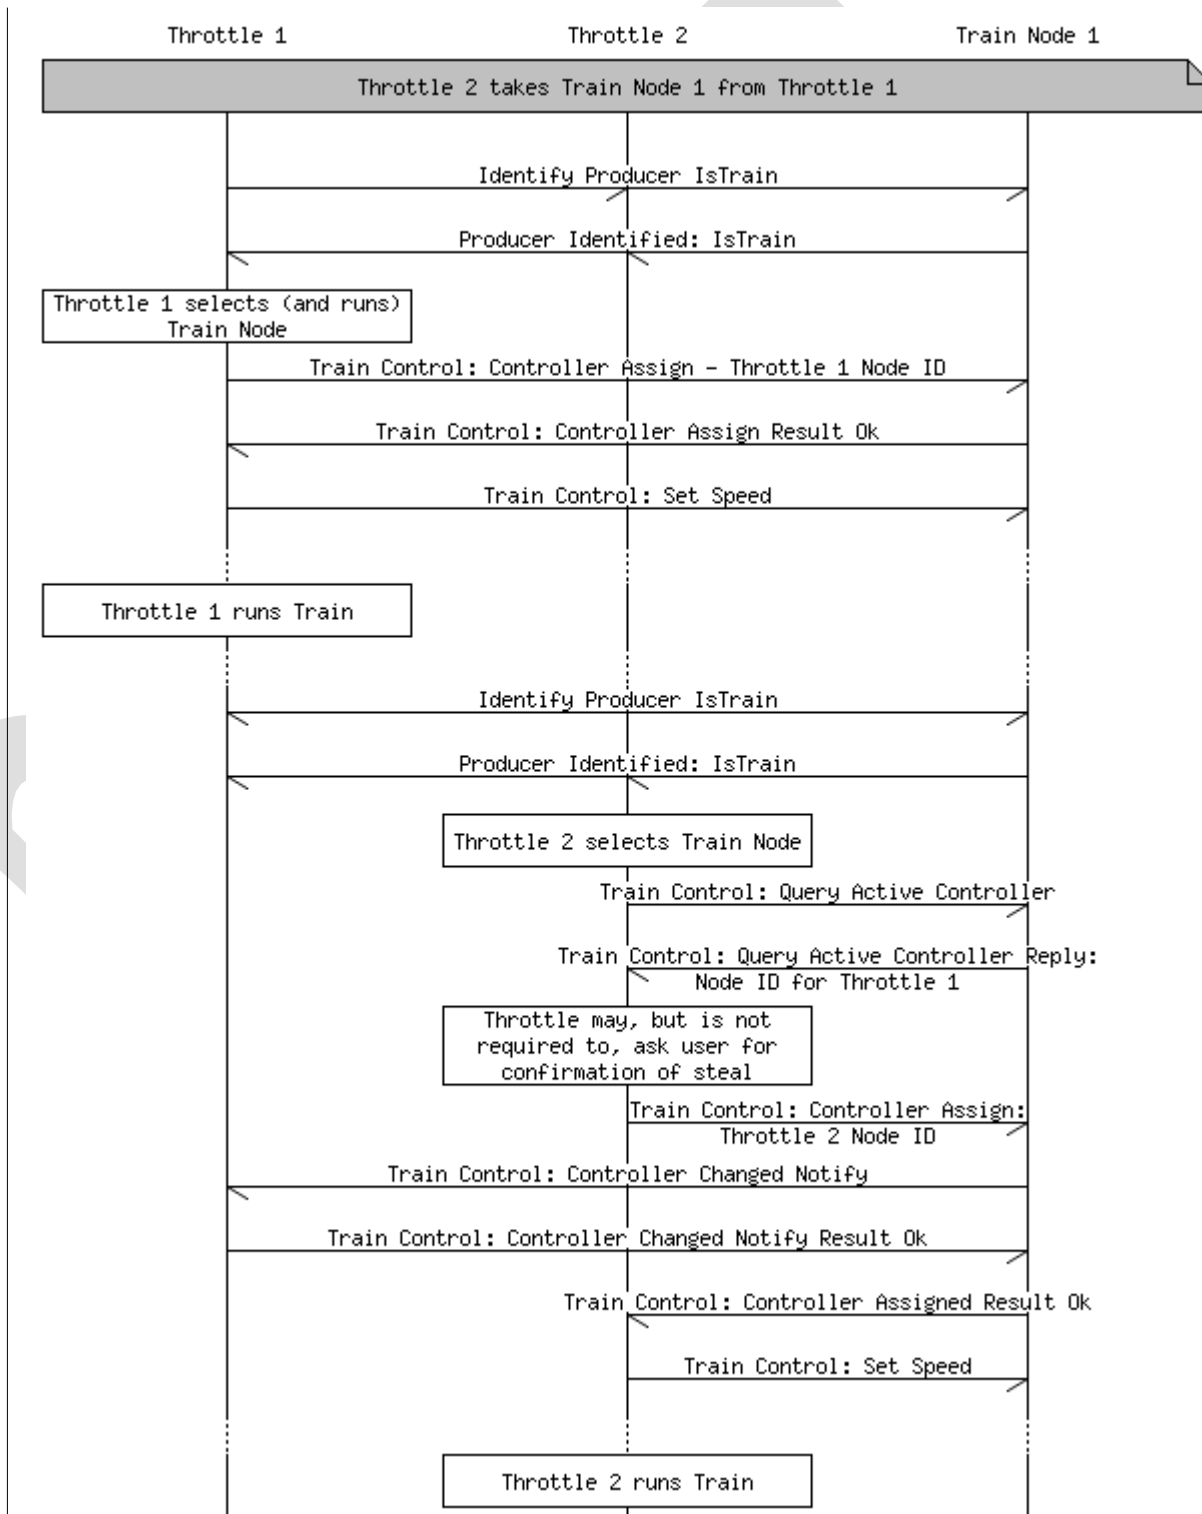 Throttle 1 Throttle 2 Train Node 1
Throttle 2 takes Train Node 1 from Throttle 1
Identify Producer IsTrain
Producer Identified: IsTrain
Throttle 1 selects (and runs)
Train Node
Train Control: Controller Assign - Throttle 1 Node ID
Train Control: Controller Assign Result Ok
Train Control: Set Speed
Throttle 1 runs Train
Identify Producer IsTrain
Producer Identified: IsTrain
Throttle 2 selects Train Node
Train Control: Query Active Controller
Train Control: Query Active Controller Reply:
Node ID for Throttle 1
Throttle may, but is not
required to, ask user for
confirmation of steal
Train Control: Controller Assign:
Throttle 2 Node ID
Train Control: Controller Changed Notify
Train Control: Controller Changed Notify Result Ok
Train Control: Controller Assigned Result Ok
Train Control: Set Speed
Throttle 2 runs Train